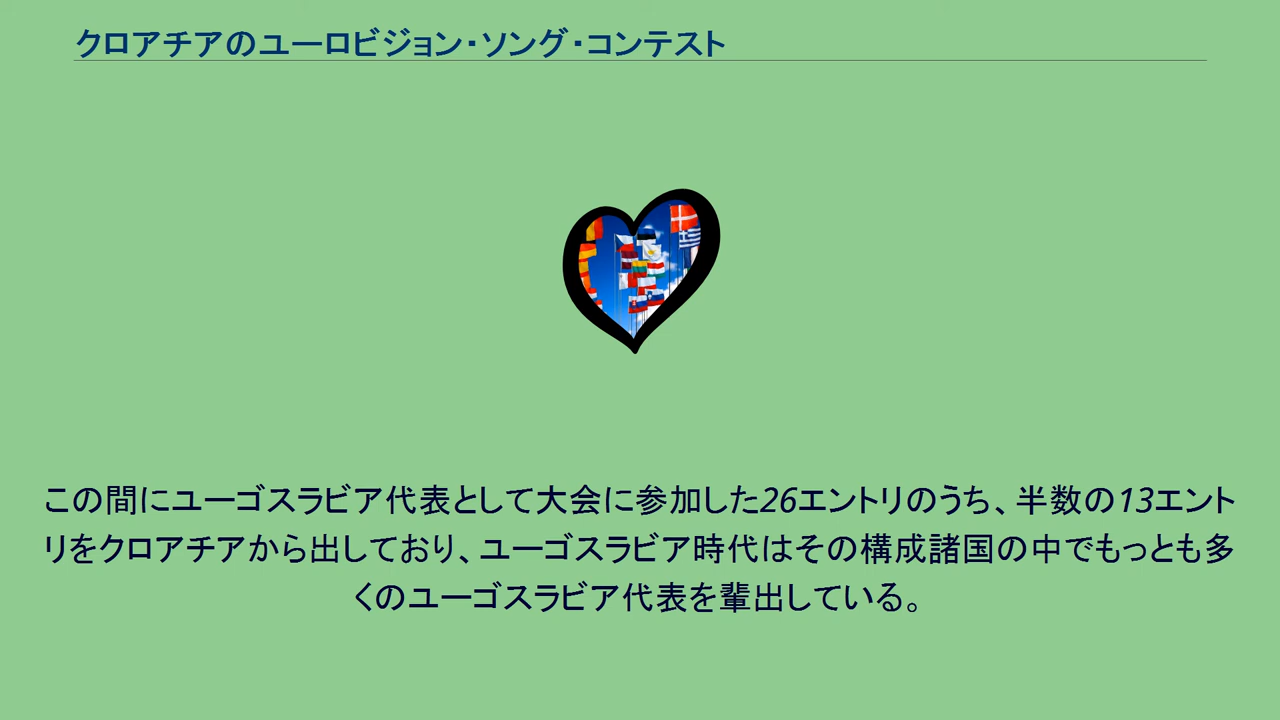 クロアチアのユーロビジョン・ソング・コンテスト
この間にユーゴスラビア代表として大会に参加した26エントリのうち、半数の13エント
リをクロアチアから出しており、ユーゴスラビア時代はその構成諸国の中でもっとも多
くのユーゴスラビア代表を輩出している。